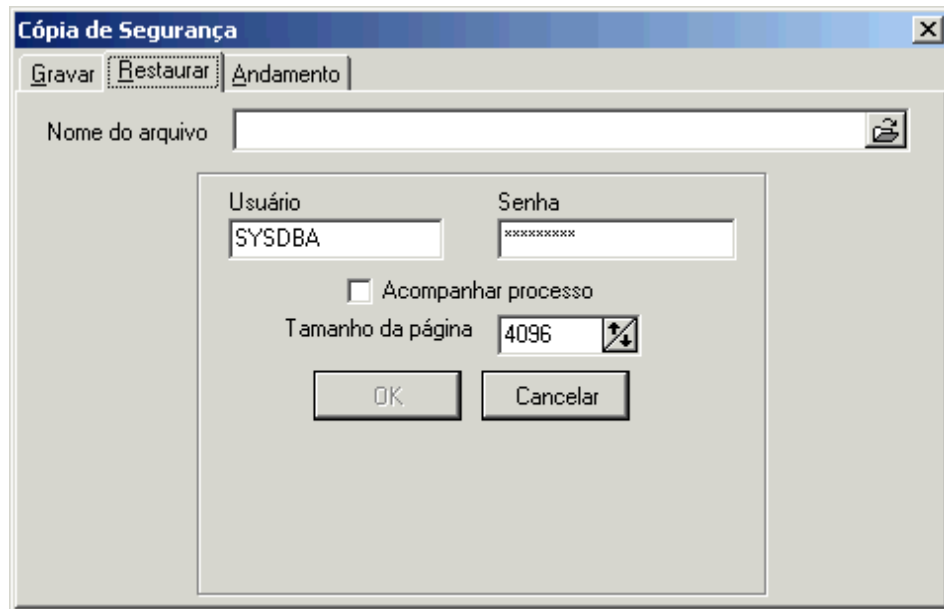 Cópia de Segurança
Gravar Restaurar Andamento
Nome do arquivo
Usuário Senha
SYSDBA *********
Acompanhar processo
Tamanho da página 4096
OK Cancelar